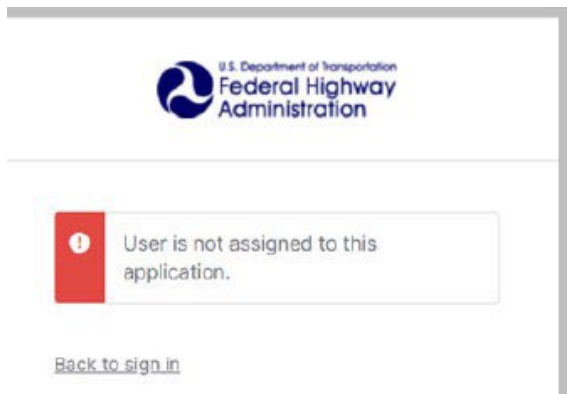 U.S. Department of Transportation
Federal Highway
Administration
User is not assigned to this
application.
Back to sign in